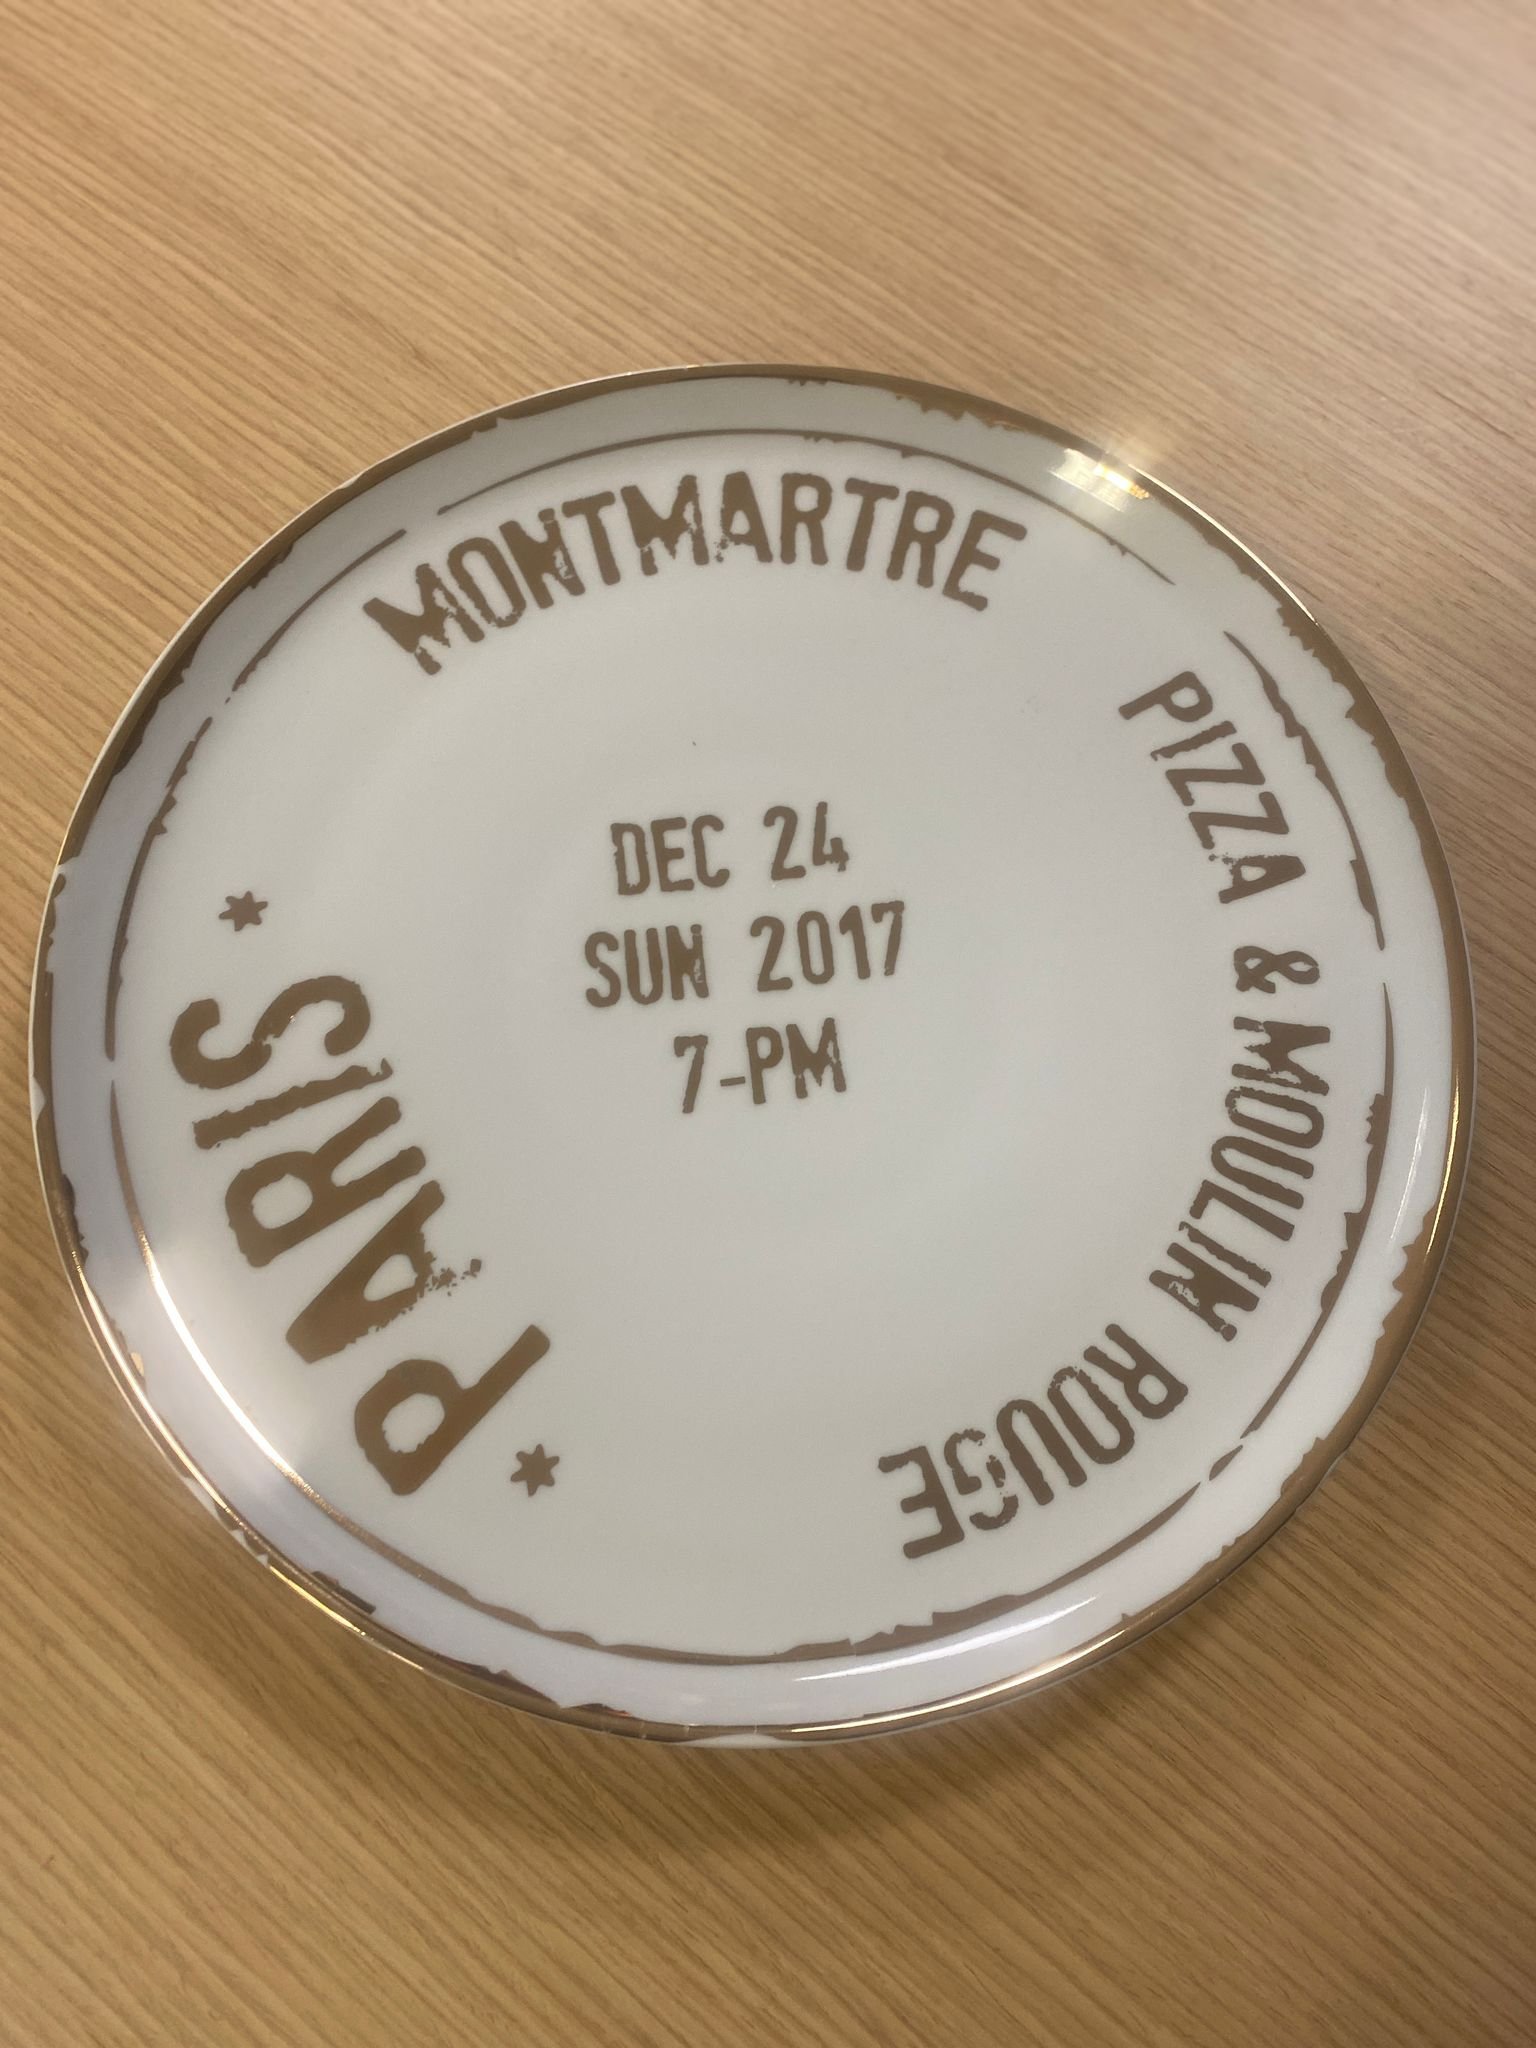 MONTMARTRE
PIZZA & MOULIN ROUGE
* PARIS *
DEC 24
SUN 2017
7-PM